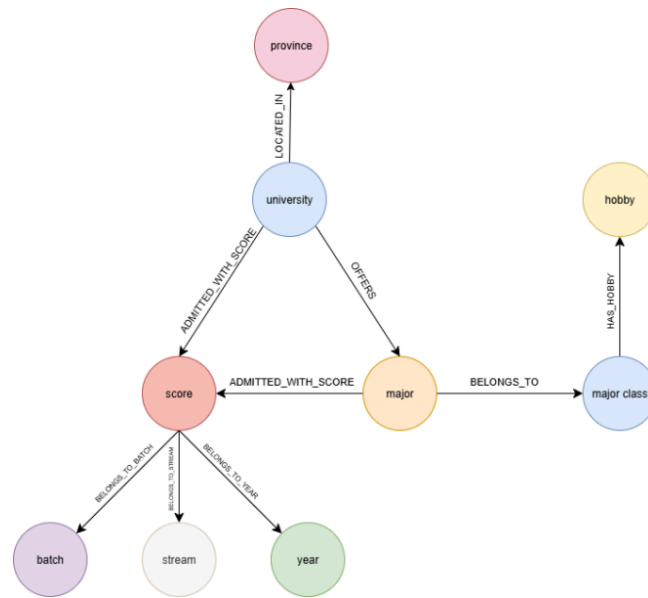 province
LOCATED_IN
university
hobby
ADMITTED_WITH_SCORE
OFFERS
HAS_HOBBY
score
ADMITTED_WITH_SCORE
major
BELONGS_TO
major class
BELONGS_TO_BATCH
BELONGS_TO_STREAM
BELONGS_TO_YEAR
batch
stream
year